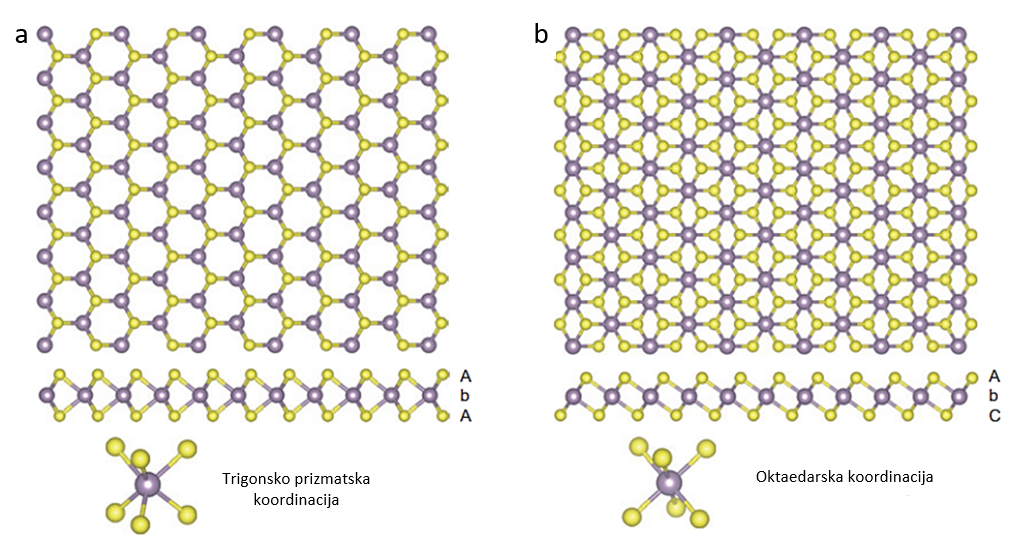 a
b
A
b
A
A
b
C
Trigonsko prizmatska
koordinacija
Oktaedarska koordinacija